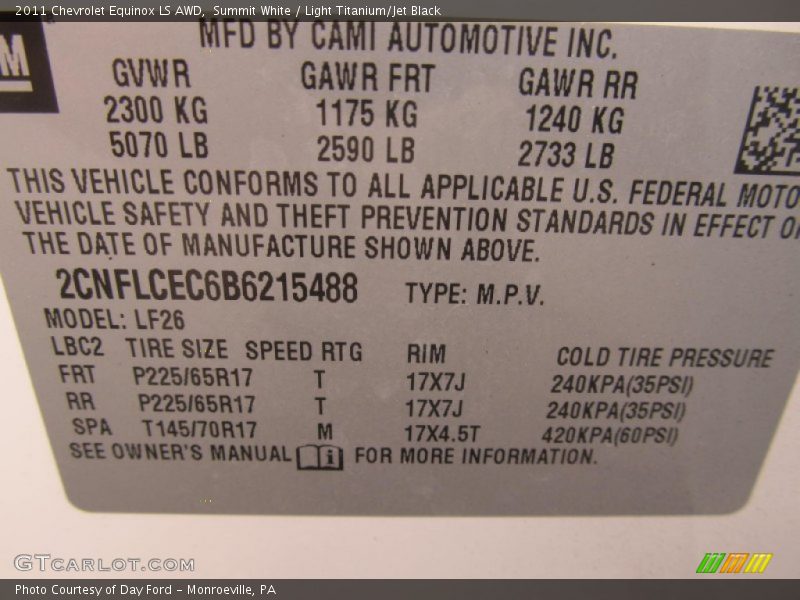 2011 Chevrolet Equinox LS AWD, Summit White / Light Titanium/Jet Black
MFD BY CAMI AUTOMOTIVE INC.
GM
GVWR GAWR FRT GAWR RR
2300 KG 1175 KG 1240 KG
5070 LB 2590 LB 2733 LB
THIS VEHICLE CONFORMS TO ALL APPLICABLE U.S. FEDERAL MOTO
VEHICLE SAFETY AND THEFT PREVENTION STANDARDS IN EFFECT O
THE DATE OF MANUFACTURE SHOWN ABOVE.
2CNFLCEC6B6215488 TYPE: M.P.V.
MODEL: LF26
LBC2 TIRE SIZE SPEED RTG RIM COLD TIRE PRESSURE
FRT P225/65R17 T 17X7J 240KPA(35PSI)
RR P225/65R17 T 17X7J 240KPA(35PSI)
SPA T145/70R17 M 17X4.5T 420KPA(60PSI)
SEE OWNER'S MANUAL i FOR MORE INFORMATION.
GTCARLOT.COM
Photo Courtesy of Day Ford - Monroeville, PA